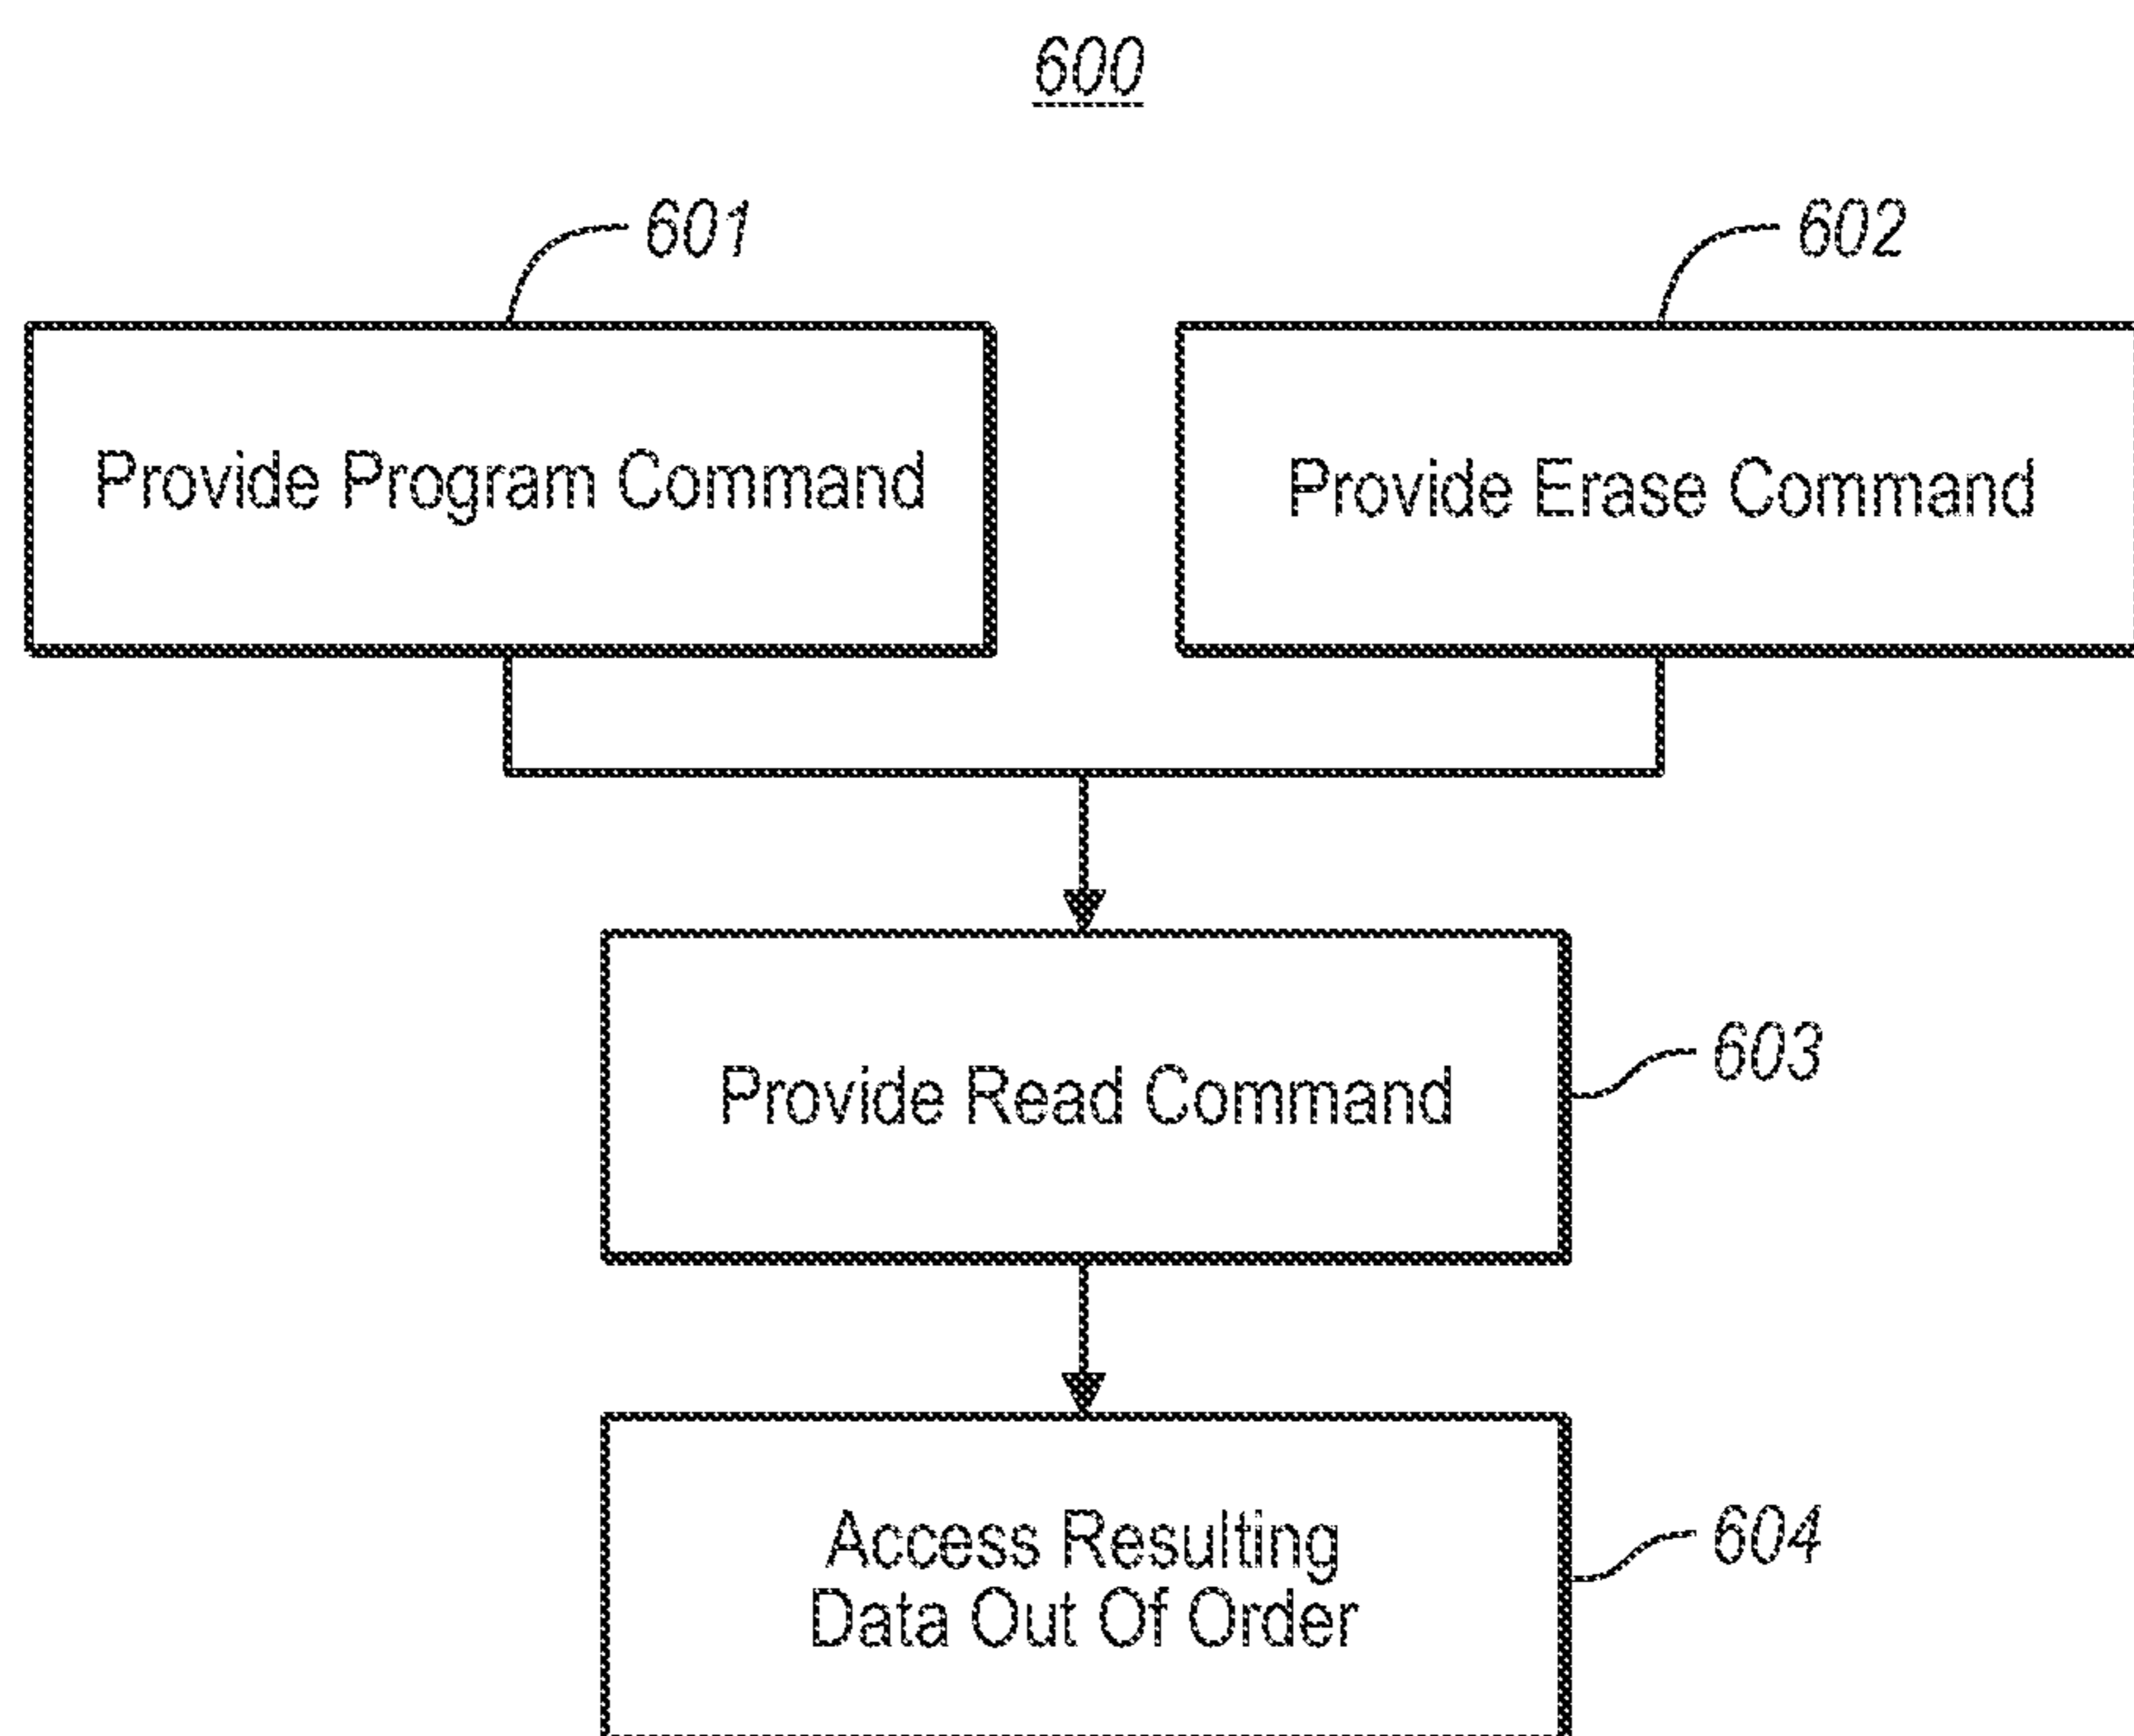 600
601
602
Provide Program Command
Provide Erase Command
603
Provide Read Command
604
Access Resulting
Data Out Of Order